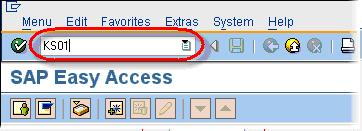 Menu Edit Favorites Extras System Help
KS01
SAP Easy Access